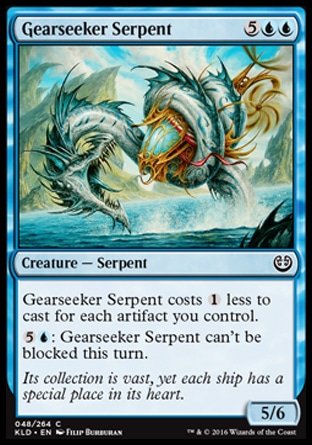 Gearseeker Serpent 5
Creature — Serpent
Gearseeker Serpent costs 1 less to
cast for each artifact you control.
5 : Gearseeker Serpent can't be
blocked this turn.
Its collection is vast, yet each ship has a
special place in its heart.
5/6
048/264 C
KLD • EN Filip Burburan
™ & © 2016 Wizards of the Coast